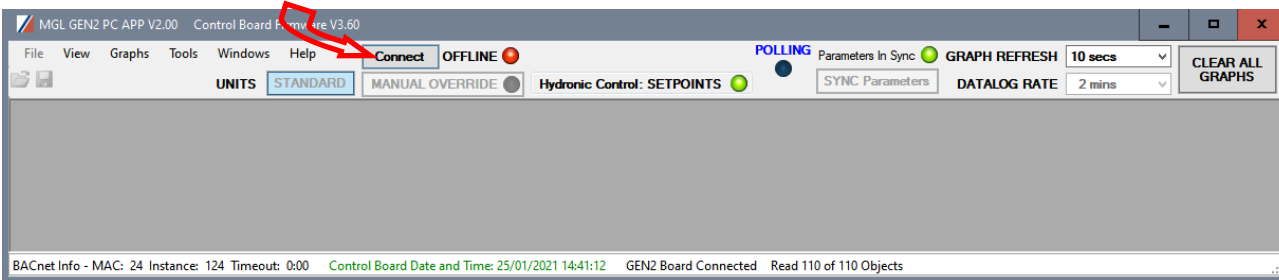 MGL GEN2 PC APP V2.00 Control Board Firmware V3.60
File View Graphs Tools Windows Help Connect OFFLINE POLLING Parameters In Sync GRAPH REFRESH 10 secs CLEAR ALL GRAPHS
UNITS STANDARD MANUAL OVERRIDE Hydronic Control: SETPOINTS SYNC Parameters DATALOG RATE 2 mins
BACnet Info - MAC: 24 Instance: 124 Timeout: 0:00 Control Board Date and Time: 25/01/2021 14:41:12 GEN2 Board Connected Read 110 of 110 Objects